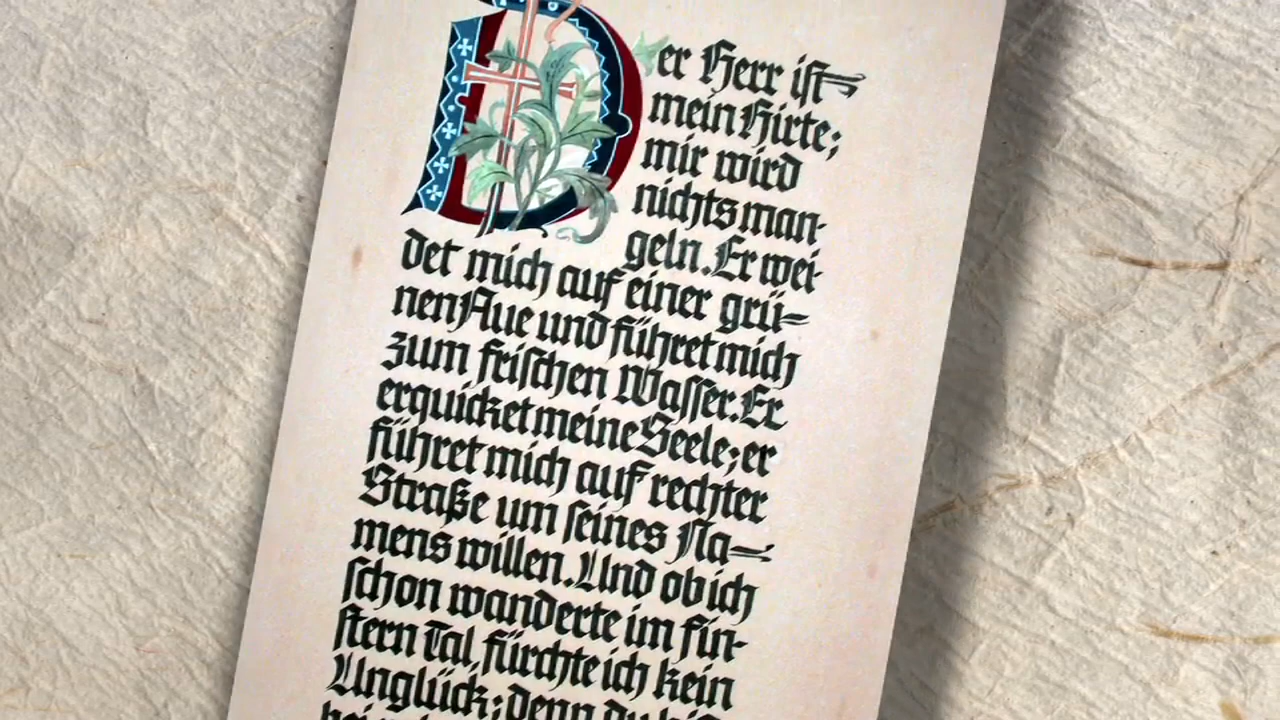 Der Herr ist
mein Hirte;
mir wird
nichts man-
geln. Er wei-
det mich auf einer grü-
nen Aue und führet mich
zum frischen Wasser. Er
erquicket meine Seele; er
führet mich auf rechter
Straße um seines Na-
mens willen. Und ob ich
schon wanderte im fin-
stern Tal, fürchte ich kein
Unglück; denn du